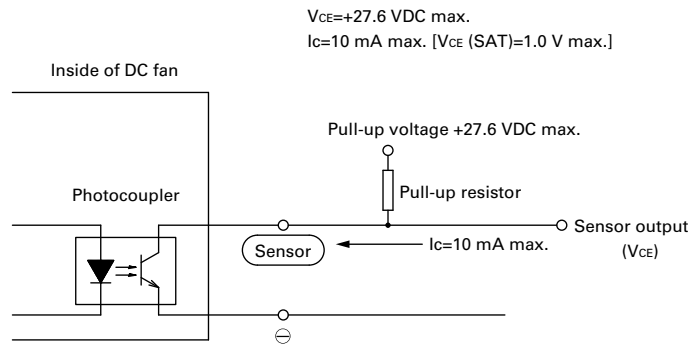 VCE=+27.6 VDC max.
Ic=10 mA max. [VCE (SAT)=1.0 V max.]
Inside of DC fan
Pull-up voltage +27.6 VDC max.
Photocoupler
Pull-up resistor
Sensor
Ic=10 mA max.
Sensor output
(VCE)
⊖